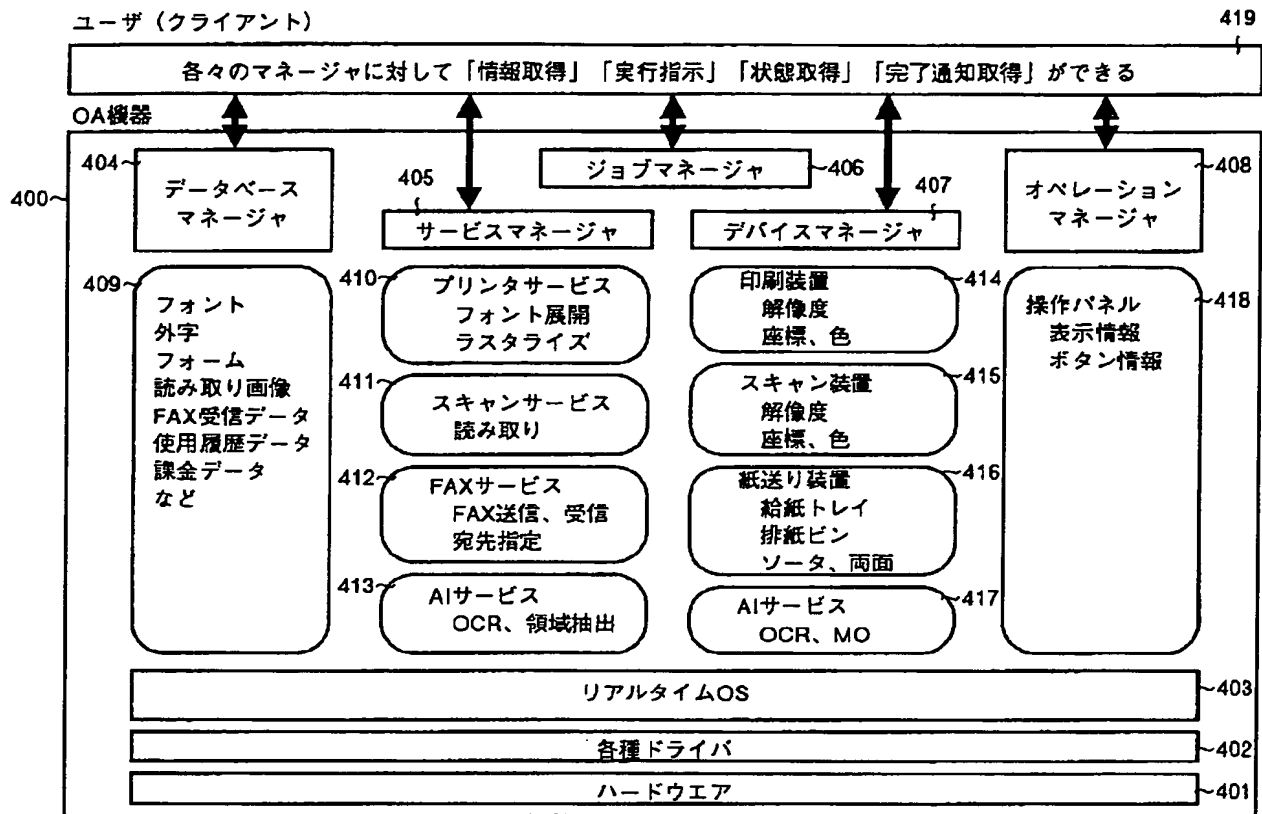 ユーザ（クライアント）
419
各々のマネージャに対して「情報取得」「実行指示」「状態取得」「完了通知取得」ができる
OA機器
400
404
データベース
マネージャ
405
サービスマネージャ
ジョブマネージャ
406
407
デバイスマネージャ
408
オペレーション
マネージャ
409
フォント
外字
フォーム
読み取り画像
FAX受信データ
使用履歴データ
課金データ
など
410
プリンタサービス
フォント展開
ラスタライズ
411
スキャンサービス
読み取り
412
FAXサービス
FAX送信、受信
宛先指定
413
AIサービス
OCR、領域抽出
414
印刷装置
解像度
座標、色
415
スキャン装置
解像度
座標、色
416
紙送り装置
給紙トレイ
排紙ビン
ソータ、両面
417
AIサービス
OCR、MO
418
操作パネル
表示情報
ボタン情報
リアルタイムOS
403
各種ドライバ
402
ハードウエア
401